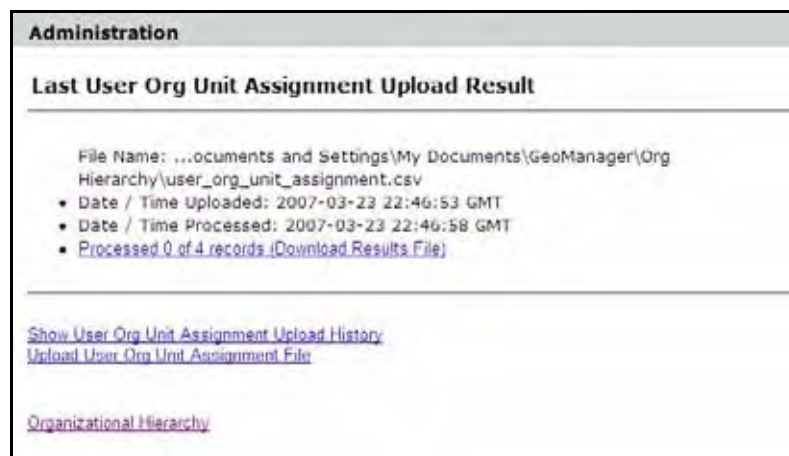 Administration
Last User Org Unit Assignment Upload Result
File Name: ...ocuments and Settings\My Documents\GeoManager\Org
Hierarchy\user_org_unit_assignment.csv
• Date / Time Uploaded: 2007-03-23 22:46:53 GMT
• Date / Time Processed: 2007-03-23 22:46:58 GMT
• Processed 0 of 4 records (Download Results File)
Show User Org Unit Assignment Upload History
Upload User Org Unit Assignment File
Organizational Hierarchy